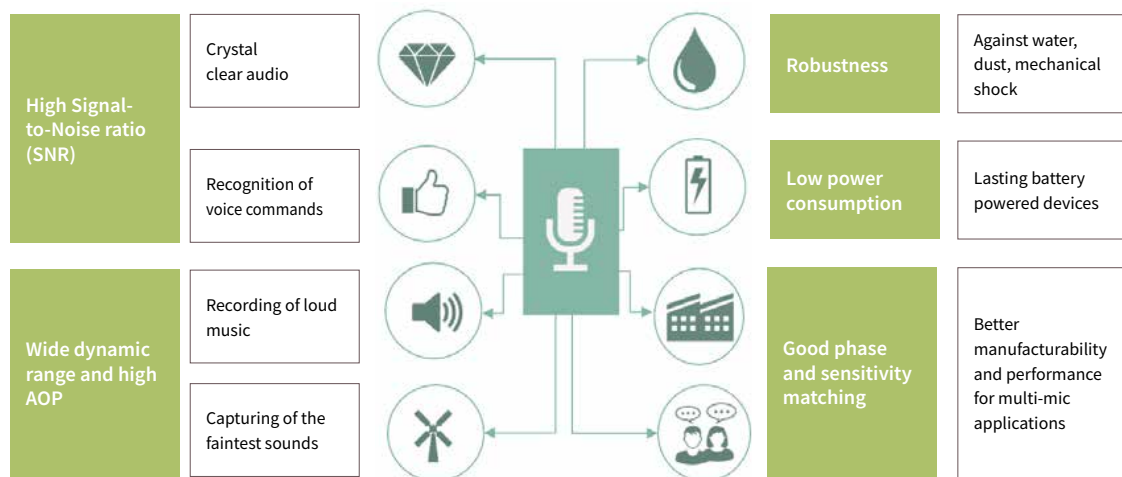 High Signal-
to-Noise ratio
(SNR)
Crystal
clear audio
Recognition of
voice commands
Wide dynamic
range and high
AOP
Recording of loud
music
Capturing of the
faintest sounds
Robustness
Against water,
dust, mechanical
shock
Low power
consumption
Lasting battery
powered devices
Good phase
and sensitivity
matching
Better
manufacturability
and performance
for multi-mic
applications